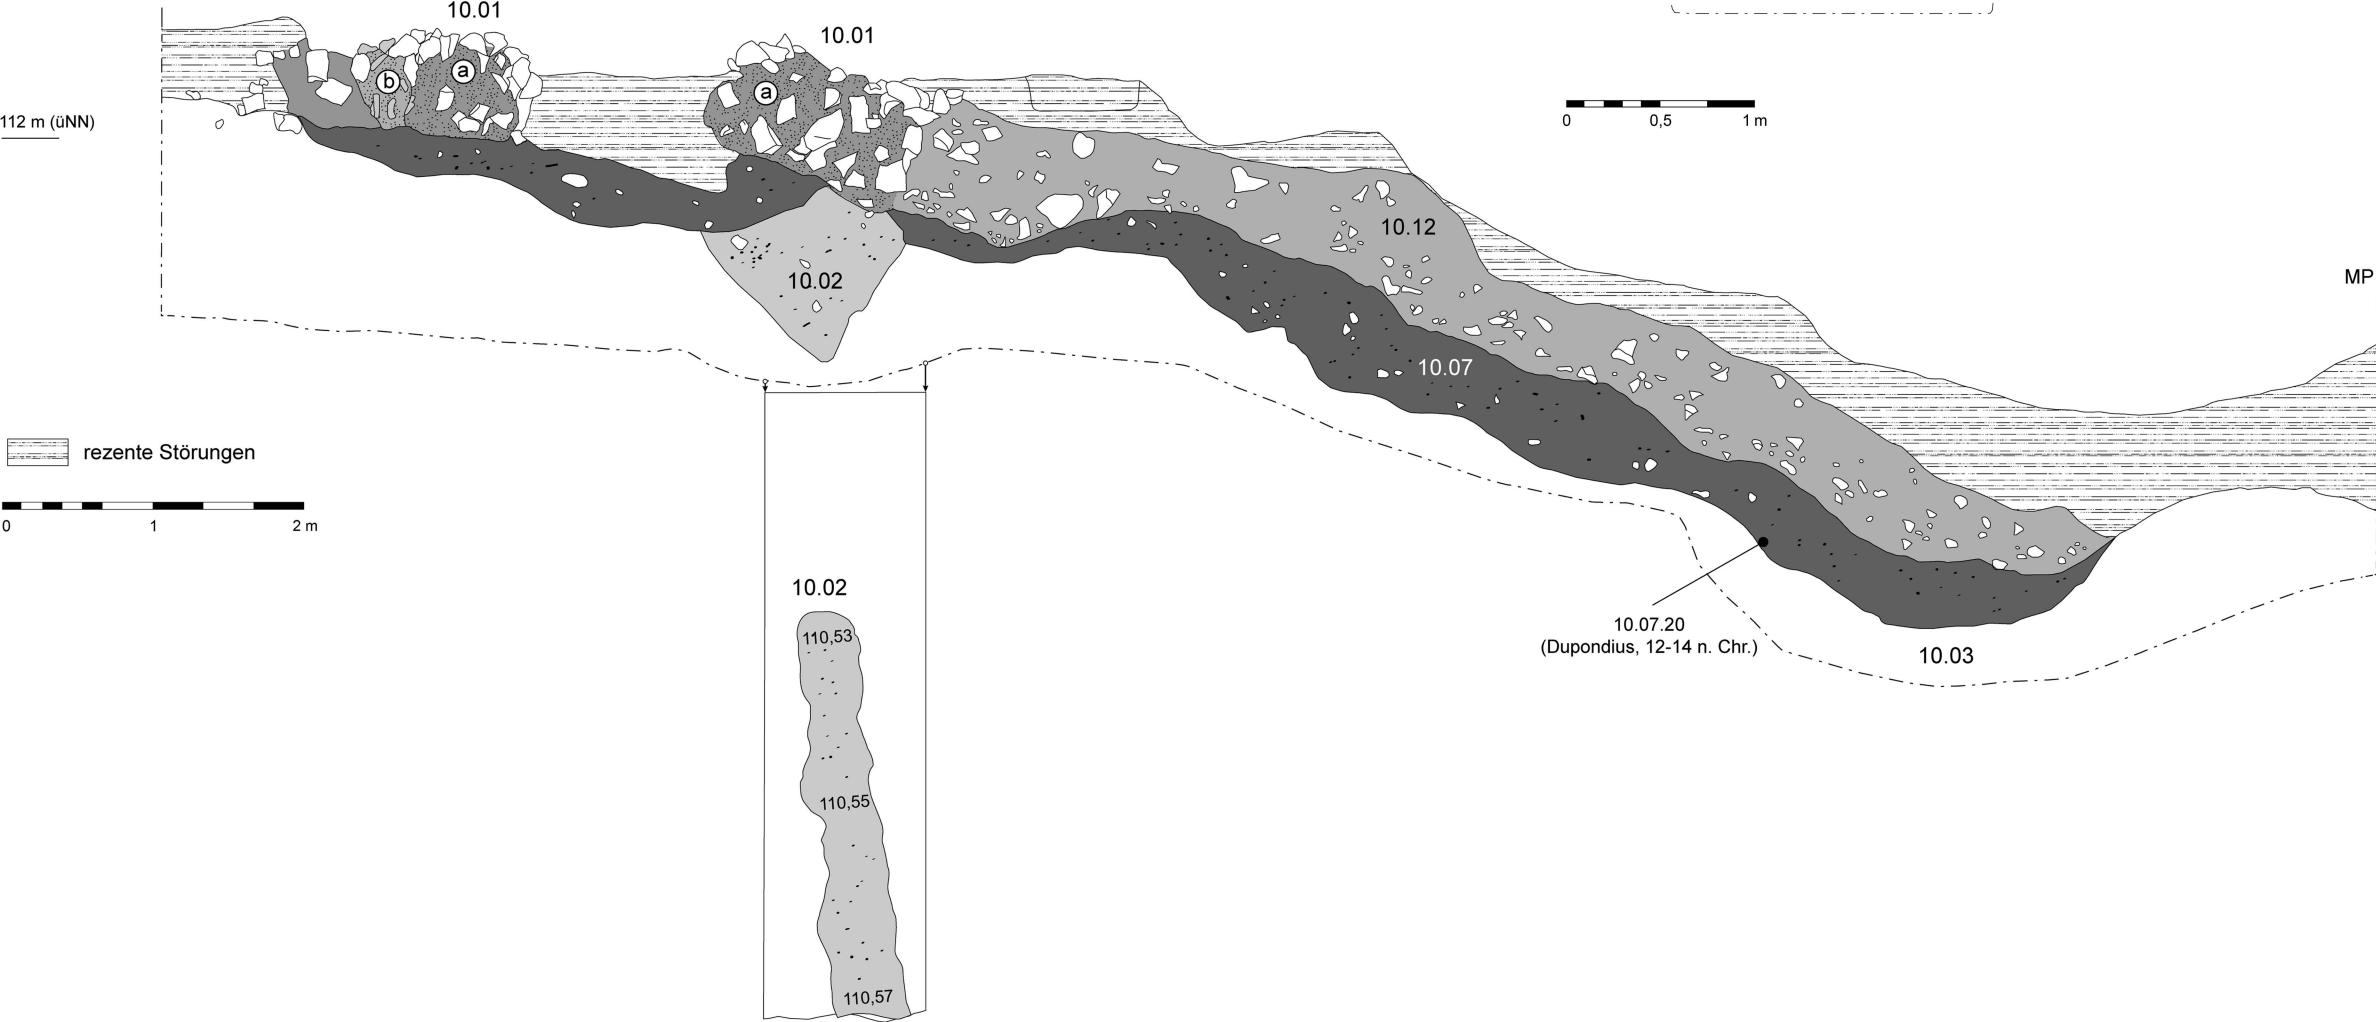 10.01
10.01
b
a
a
112 m (üNN)
0
0,5
1 m
10.12
MP
10.02
10.07
rezente Störungen
0
1
2 m
10.02
110,53
10.07.20
(Dupondius, 12-14 n. Chr.)
10.03
110,55
110,57